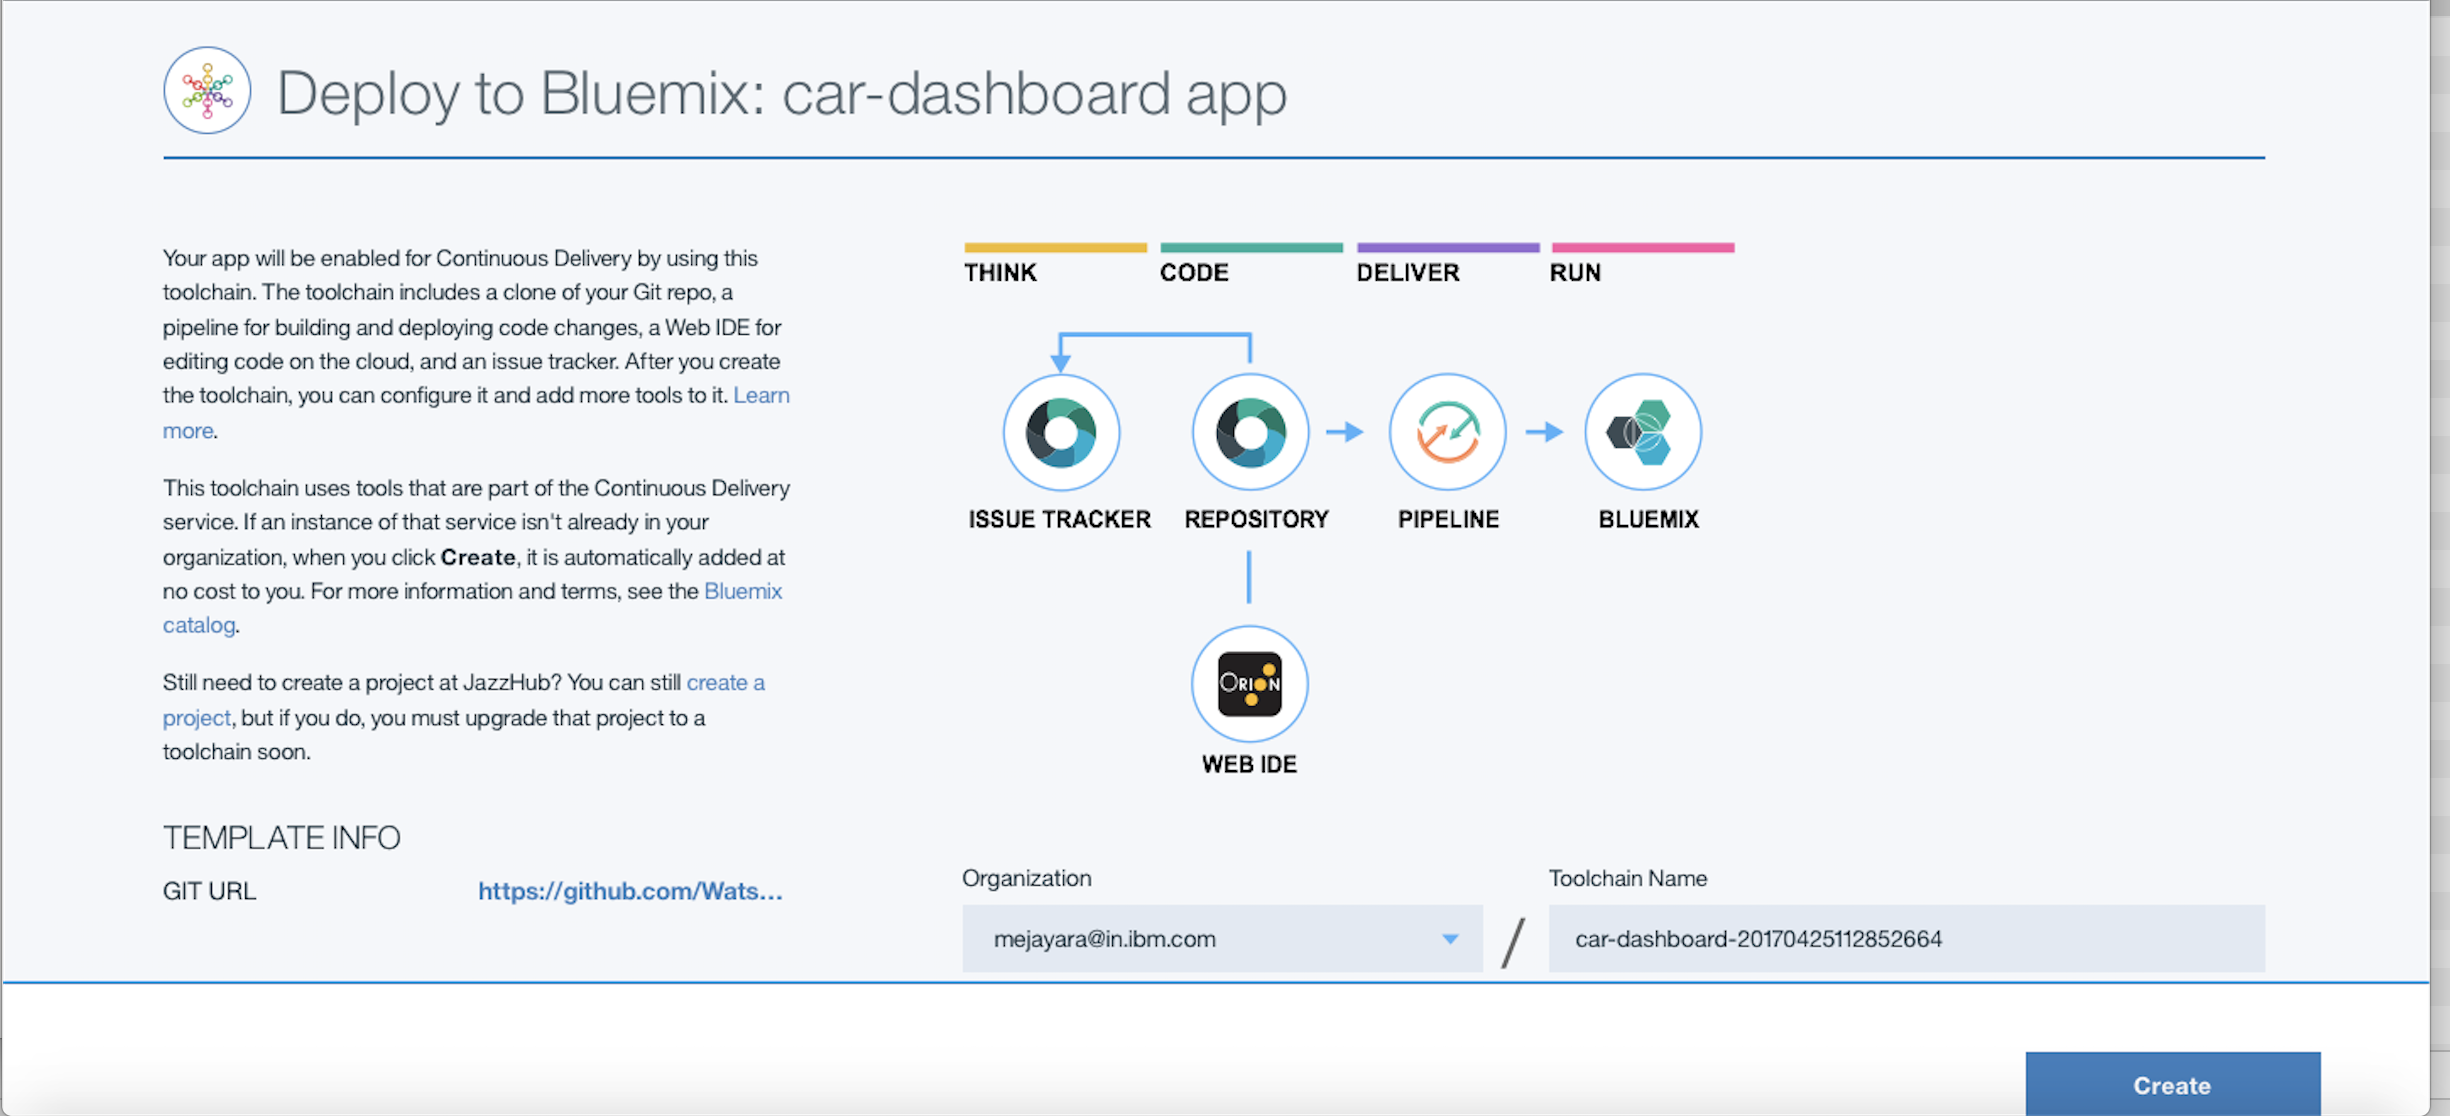 Deploy to Bluemix: car-dashboard app
Your app will be enabled for Continuous Delivery by using this
toolchain. The toolchain includes a clone of your Git repo, a
pipeline for building and deploying code changes, a Web IDE for
editing code on the cloud, and an issue tracker. After you create
the toolchain, you can configure it and add more tools to it. Learn
more.
This toolchain uses tools that are part of the Continuous Delivery
service. If an instance of that service isn't already in your
organization, when you click Create, it is automatically added at
no cost to you. For more information and terms, see the Bluemix
catalog.
Still need to create a project at JazzHub? You can still create a
project, but if you do, you must upgrade that project to a
toolchain soon.
TEMPLATE INFO
GIT URL https://github.com/Wats...
THINK CODE DELIVER RUN
ISSUE TRACKER REPOSITORY PIPELINE BLUEMIX
ORION
WEB IDE
Organization Toolchain Name
mejayara@in.ibm.com / car-dashboard-20170425112852664
Create